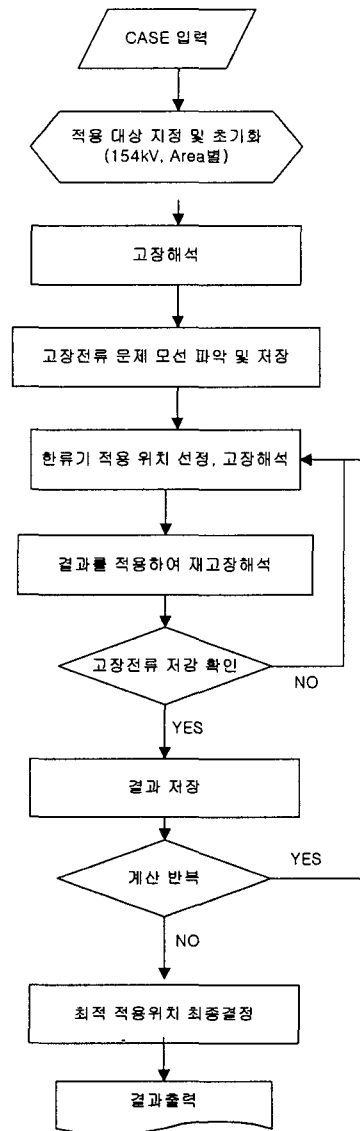 CASE 입력
적용 대상 지정 및 초기화
(154kV, Area별)
고장해석
고장전류 문제 모선 파악 및 저장
한류기 적용 위치 선정, 고장해석
결과를 적용하여 재고장해석
고장전류 저감 확인
NO
YES
결과 저장
계산 반복
YES
NO
최적 적용위치 최종결정
결과출력